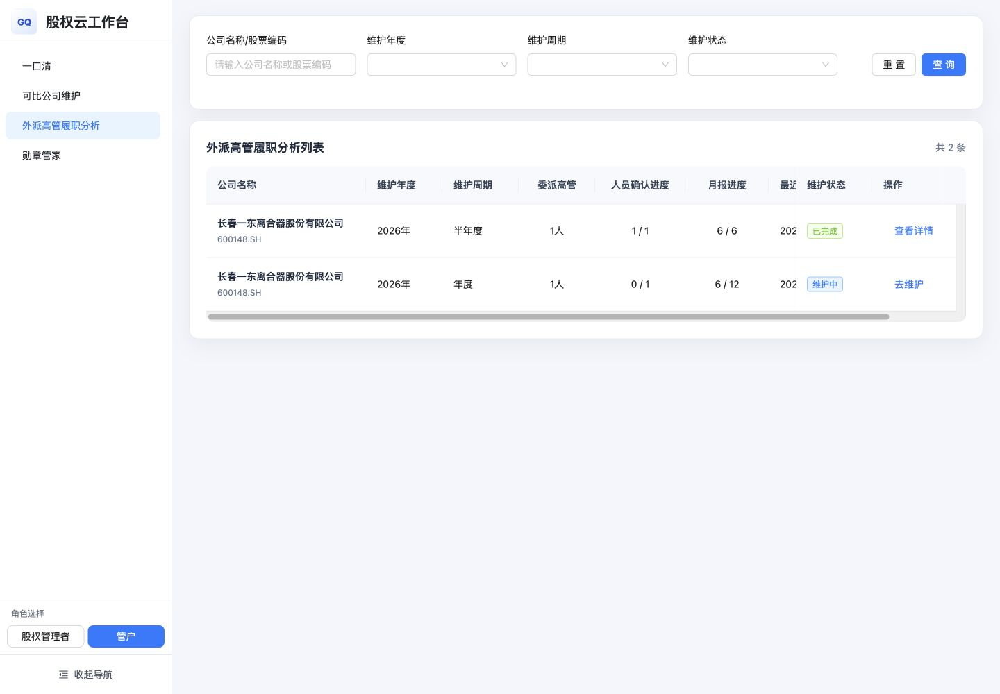 GQ 股权云工作台
一口清
可比公司维护
外派高管履职分析
勋章管家
角色选择
股权管理者 管户
收起导航
公司名称/股票编码 维护年度 维护周期 维护状态
请输入公司名称或股票编码 重 置 查 询
外派高管履职分析列表 共 2 条
公司名称 维护年度 维护周期 委派高管 人员确认进度 月报进度 最近 维护状态 操作
长春一东离合器股份有限公司
600148.SH
2026年 半年度 1人 1 / 1 6 / 6 202 已完成 查看详情
长春一东离合器股份有限公司
600148.SH
2026年 年度 1人 0 / 1 6 / 12 202 维护中 去维护